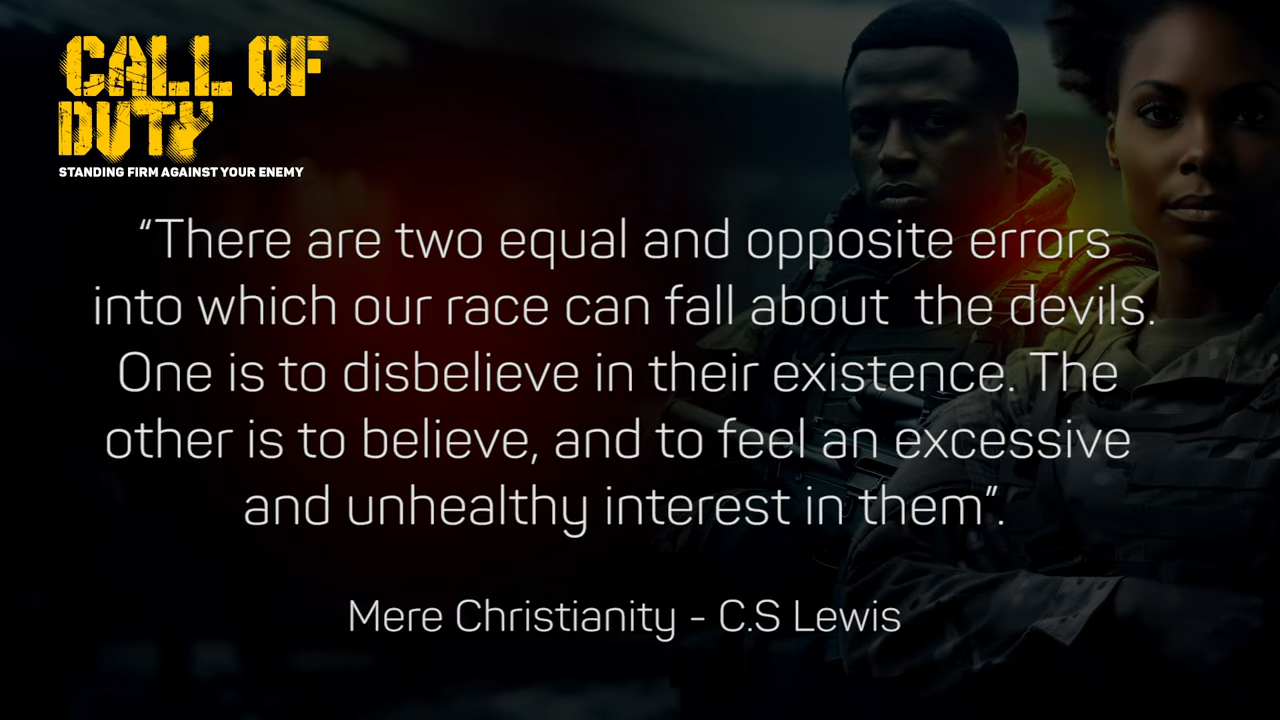 CALL OF
DUTY
STANDING FIRM AGAINST YOUR ENEMY
“There are two equal and opposite errors
into which our race can fall about  the devils.
One is to disbelieve in their existence. The
other is to believe, and to feel an excessive
and unhealthy interest in them”.
Mere Christianity - C.S Lewis